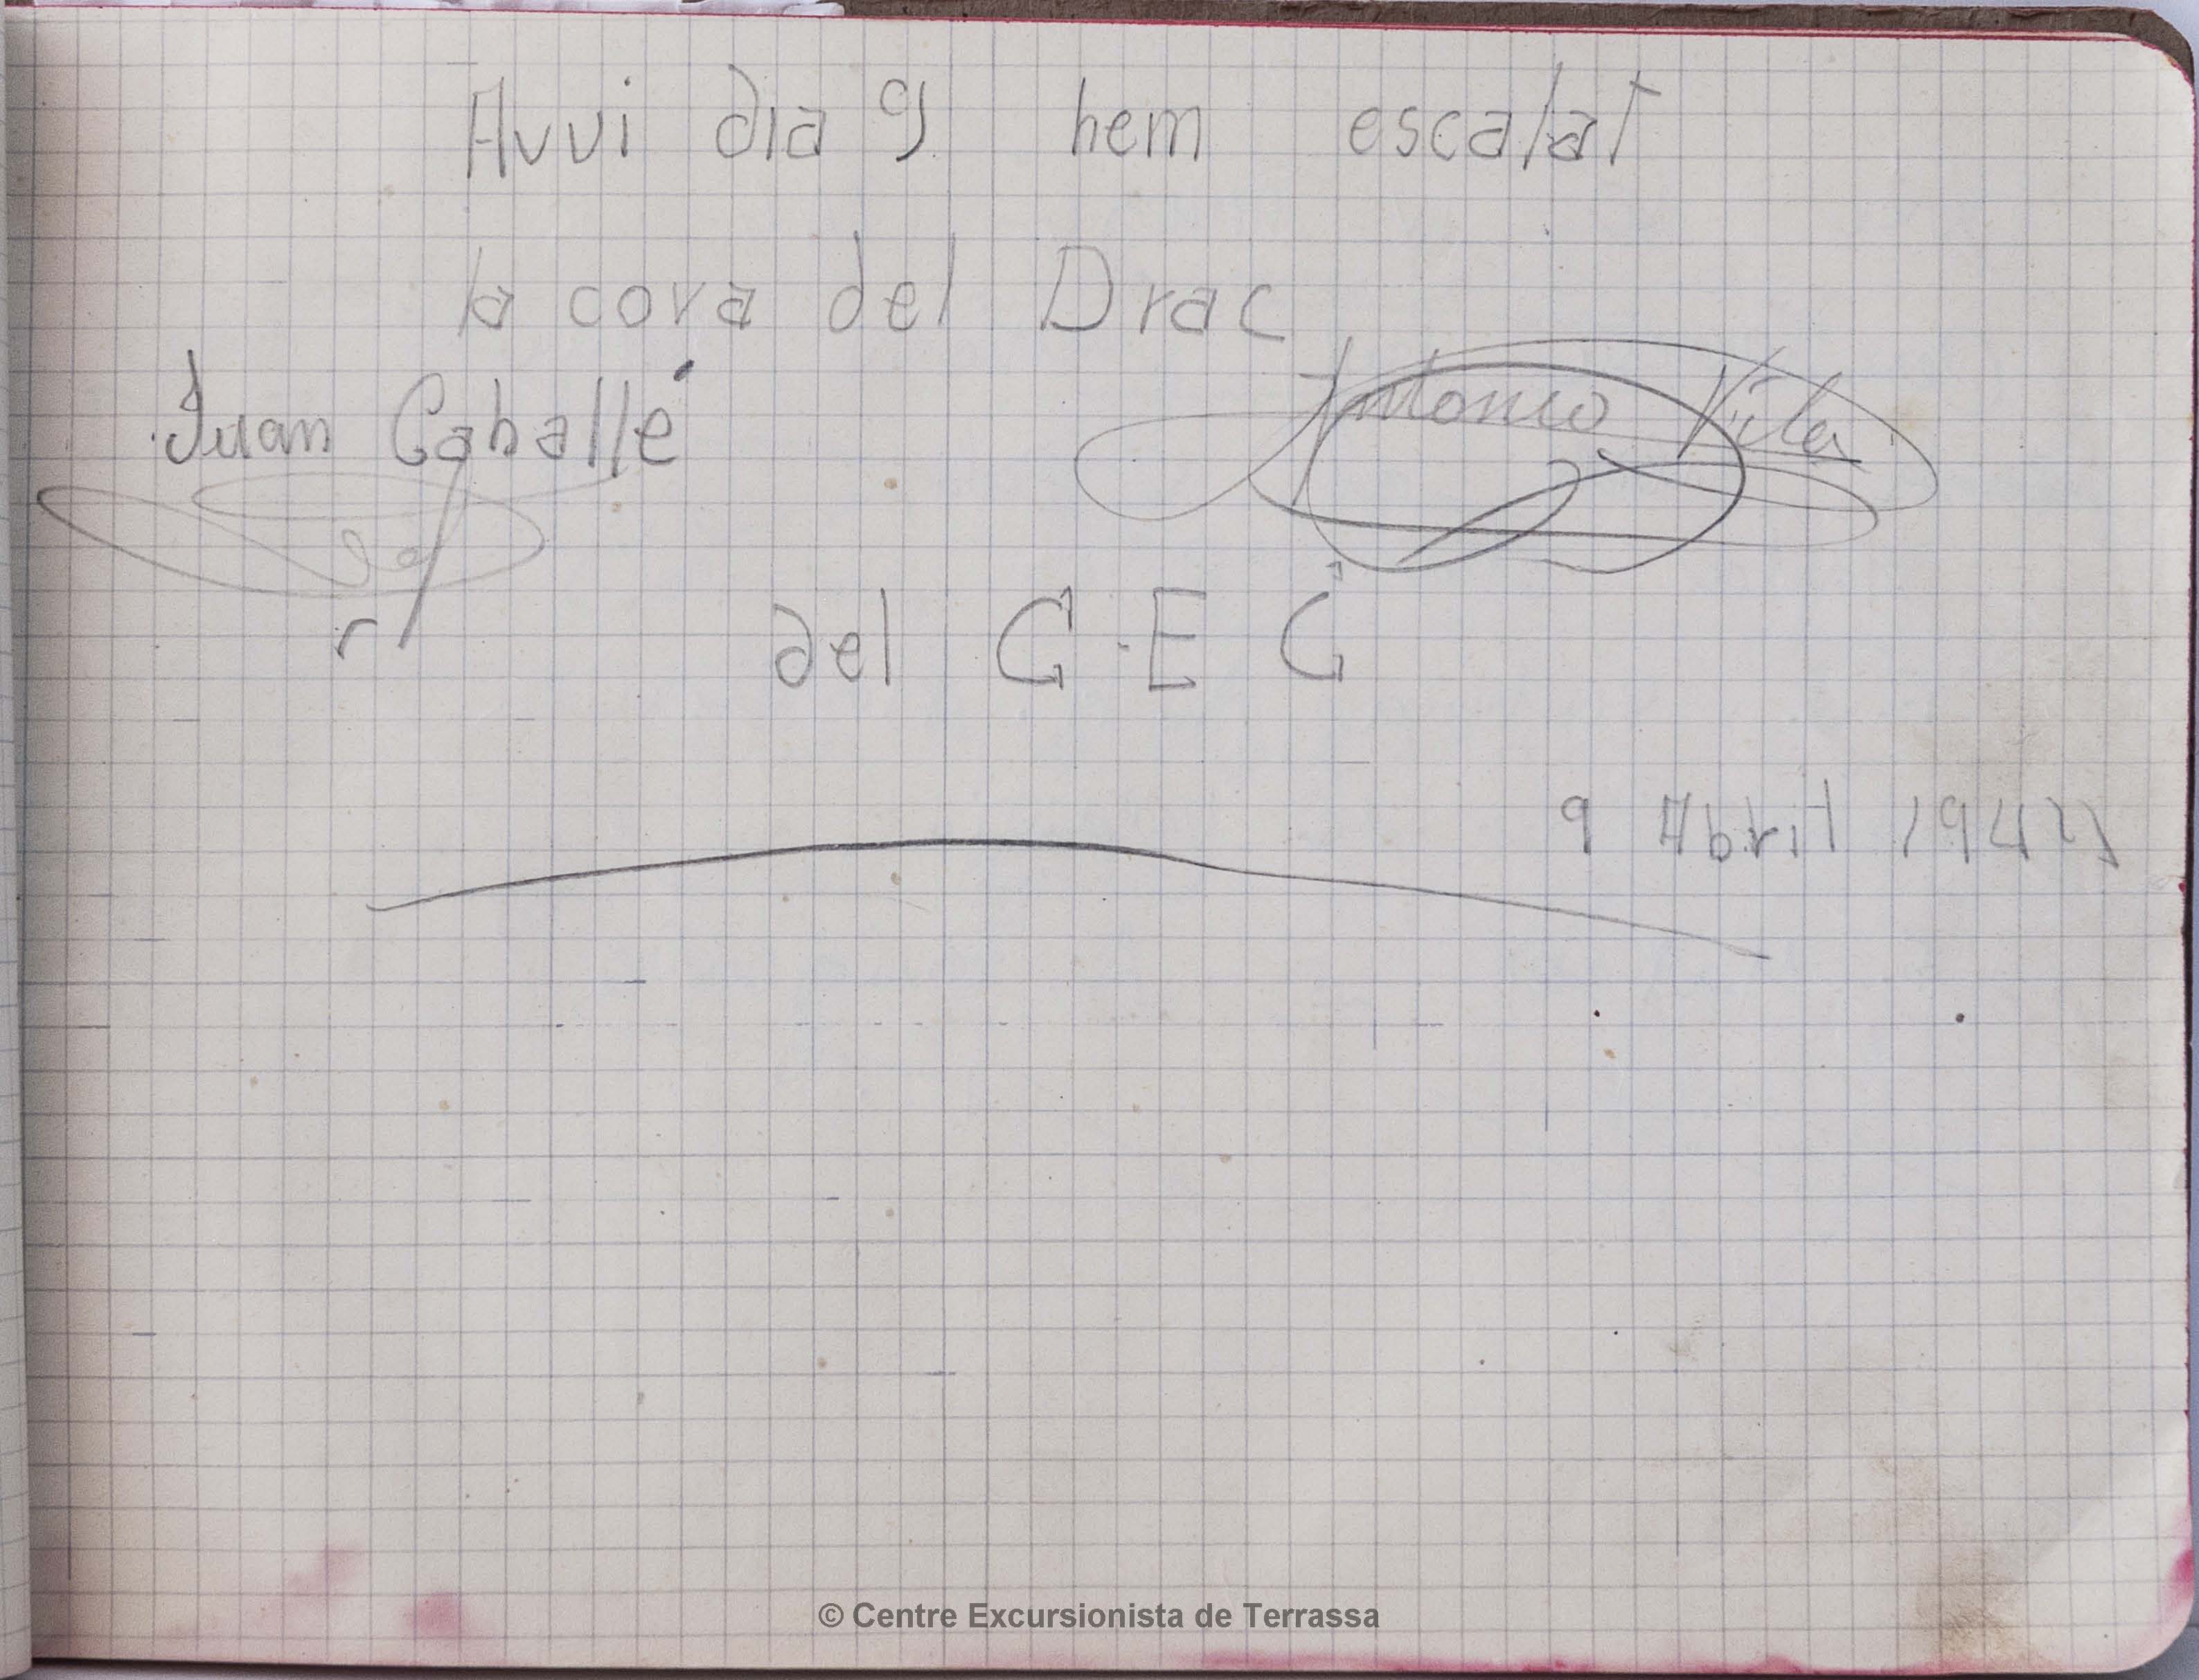 Avui dia 9 hem escalat
la cova del Drac
Juan Caballé
Antonio Vila
del C·E C
9 Abril
© Centre Excursionista de Terrassa